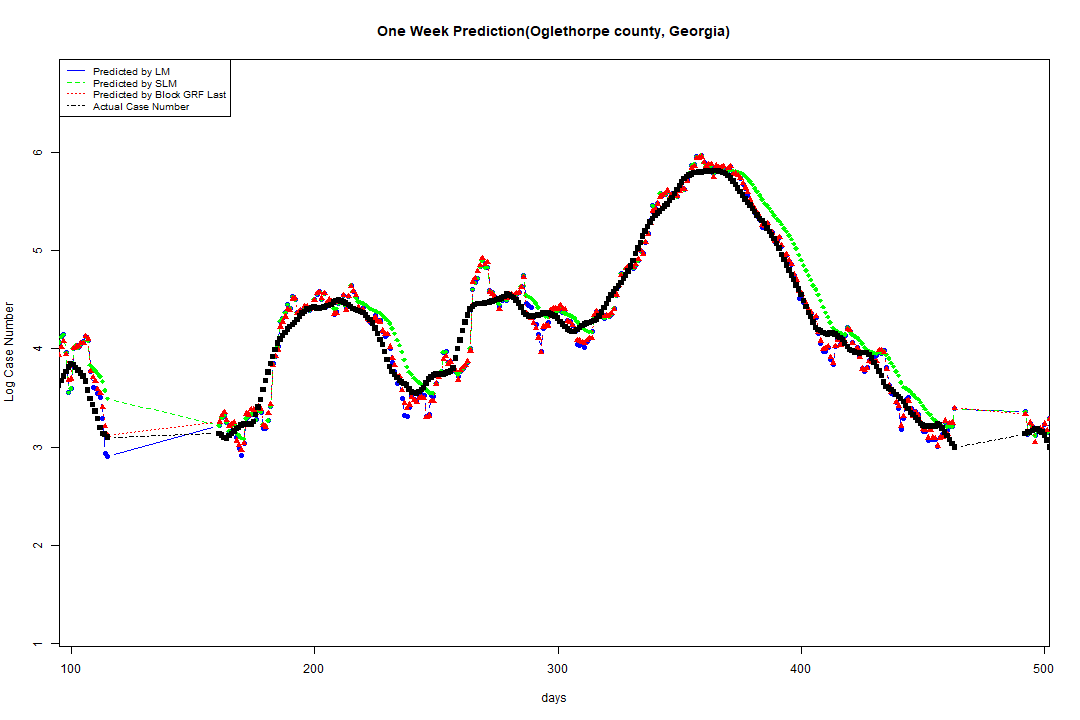 One Week Prediction(Oglethorpe county, Georgia)
Predicted by LM
Predicted by SLM
Predicted by Block GRF Last
Actual Case Number
Log Case Number
6
5
4
3
2
1
100 200 300 400 500
days